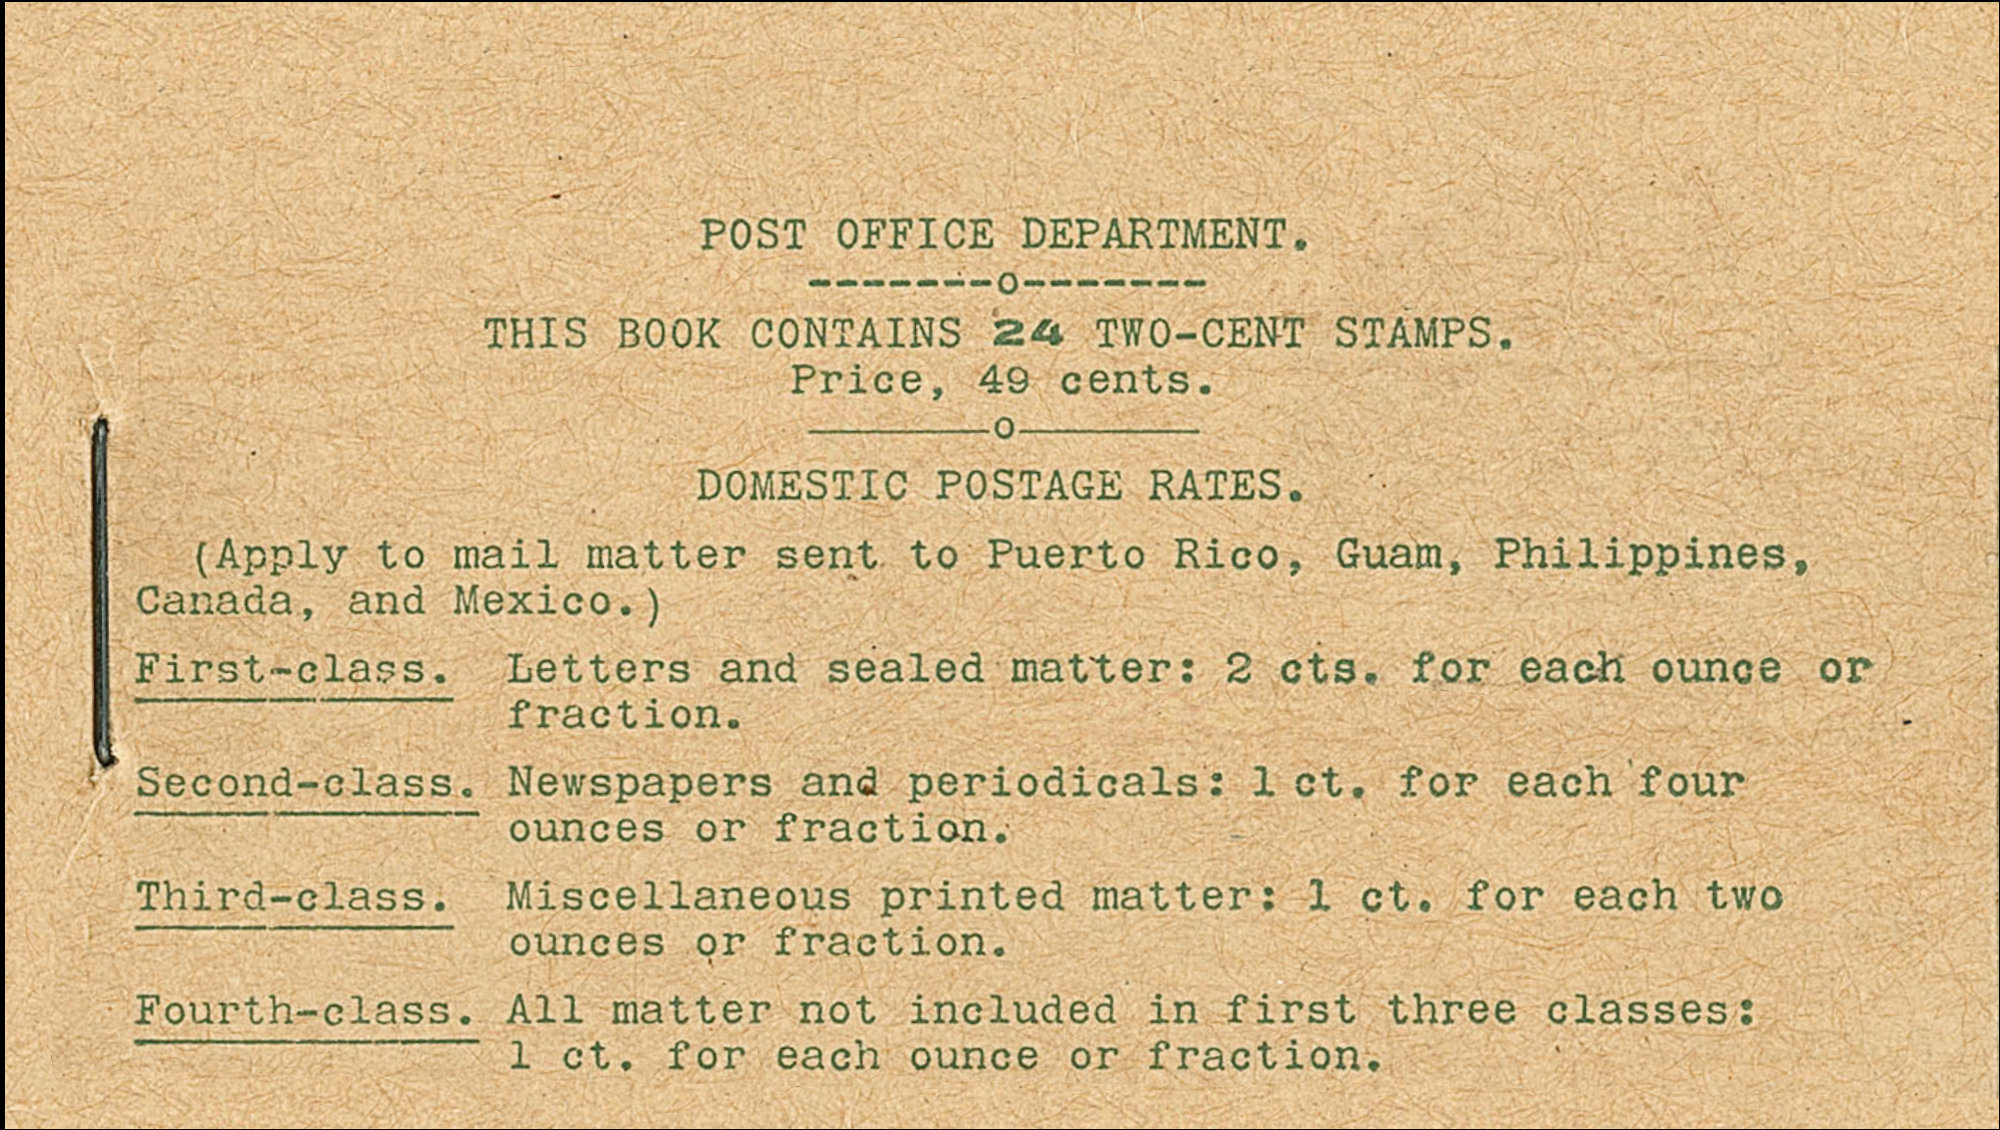 POST OFFICE DEPARTMENT.
-------o-------
THIS BOOK CONTAINS 24 TWO-CENT STAMPS.
Price, 49 cents.
———o———
DOMESTIC POSTAGE RATES.
(Apply to mail matter sent to Puerto Rico, Guam, Philippines,
Canada, and Mexico.)
First-class. Letters and sealed matter: 2 cts. for each ounce or
fraction.
Second-class. Newspapers and periodicals: 1 ct. for each four
ounces or fraction.
Third-class. Miscellaneous printed matter: 1 ct. for each two
ounces or fraction.
Fourth-class. All matter not included in first three classes:
1 ct. for each ounce or fraction.